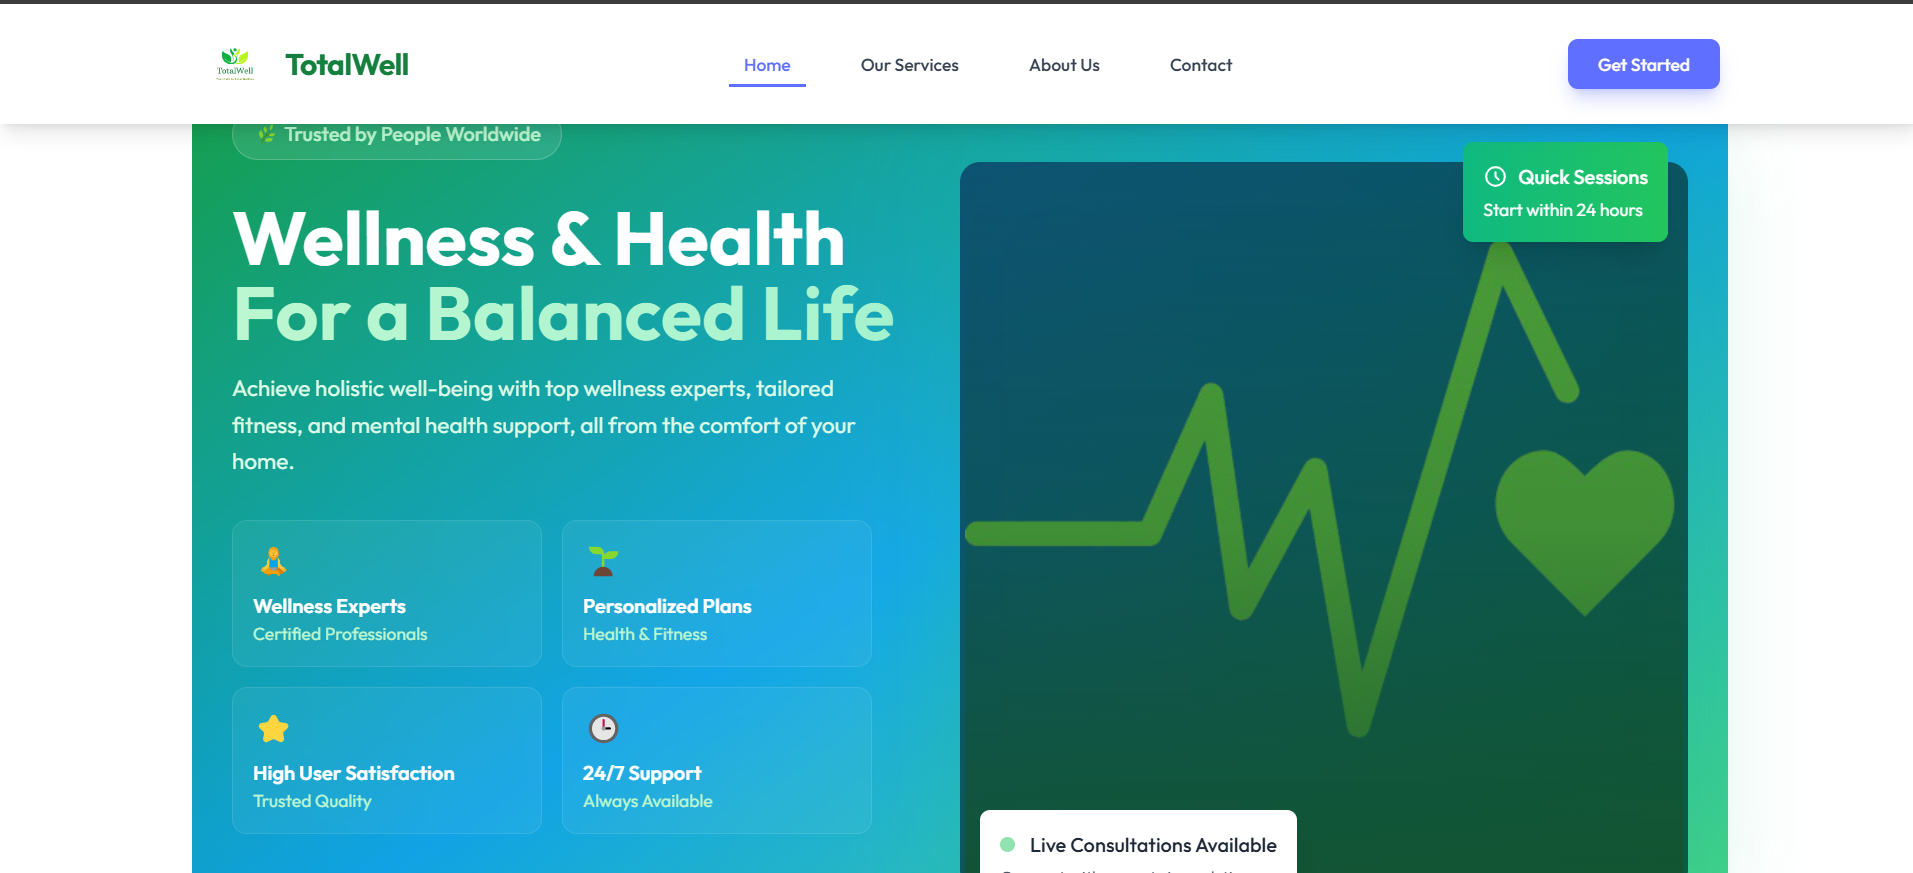 TotalWell
TotalWell
Home
Our Services
About Us
Contact
Get Started
Trusted by People Worldwide
Wellness & Health
For a Balanced Life
Achieve holistic well-being with top wellness experts, tailored
fitness, and mental health support, all from the comfort of your
home.
Wellness Experts
Certified Professionals
Personalized Plans
Health & Fitness
High User Satisfaction
Trusted Quality
24/7 Support
Always Available
Quick Sessions
Start within 24 hours
Live Consultations Available